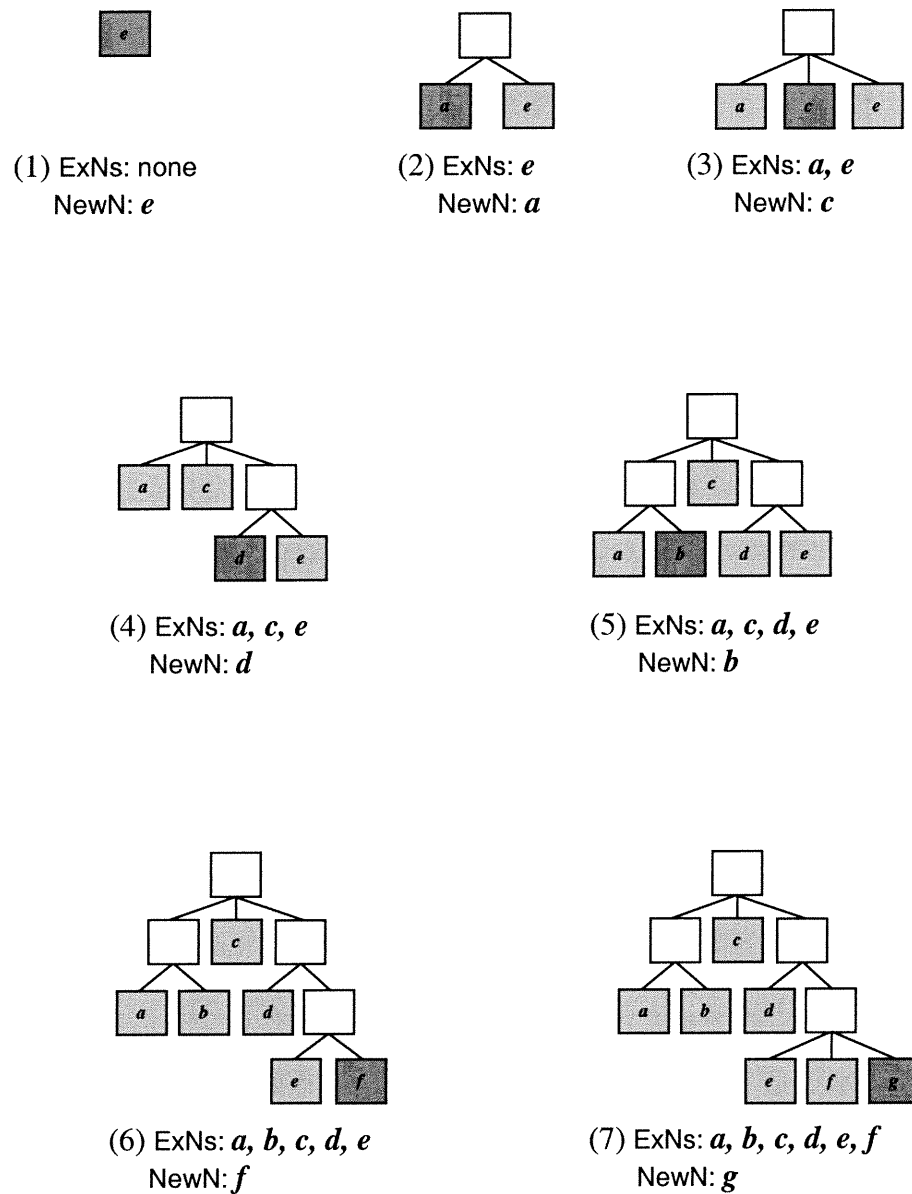 e
a e
a c e
(1) ExNs: none
NewN: e
(2) ExNs: e
NewN: a
(3) ExNs: a, e
NewN: c
a c
d e
(4) ExNs: a, c, e
NewN: d
c
a b d e
(5) ExNs: a, c, d, e
NewN: b
c
a b d
e f
(6) ExNs: a, b, c, d, e
NewN: f
c
a b d
e f g
(7) ExNs: a, b, c, d, e, f
NewN: g